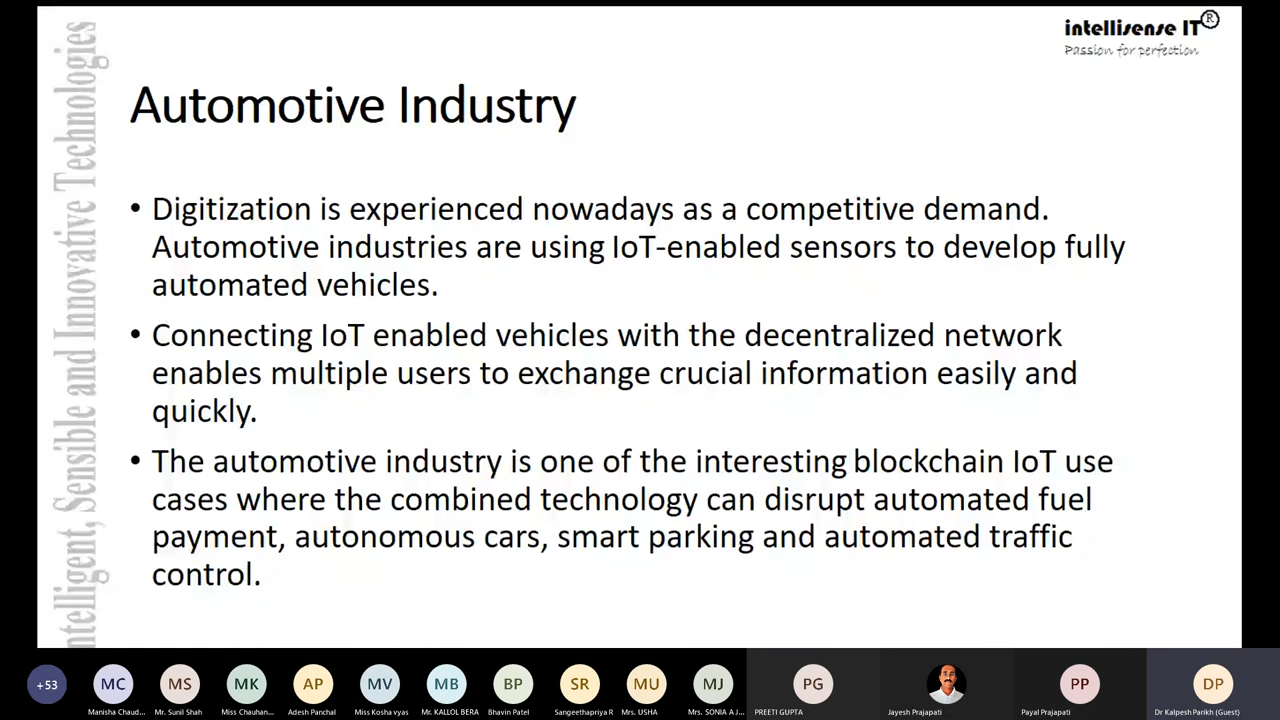 intellisense IT®
Passion for perfection
ntelligent, Sensible and Innovative Technologies
Automotive Industry
• Digitization is experienced nowadays as a competitive demand.
Automotive industries are using IoT-enabled sensors to develop fully
automated vehicles.
• Connecting IoT enabled vehicles with the decentralized network
enables multiple users to exchange crucial information easily and
quickly.
• The automotive industry is one of the interesting blockchain IoT use
cases where the combined technology can disrupt automated fuel
payment, autonomous cars, smart parking and automated traffic
control.
+53 MC MS MK AP MV MB BP SR MU MJ PG PP DP
Manisha Chaud... Mr. Sunil Shah Miss Chauhan... Adesh Panchal Miss Kosha vyas Mr. KALLOL BERA Bhavin Patel Sangeethapriya R Mrs. USHA Mrs. SONIA A J... PREETI GUPTA Jayesh Prajapati Payal Prajapati Dr Kalpesh Parikh (Guest)